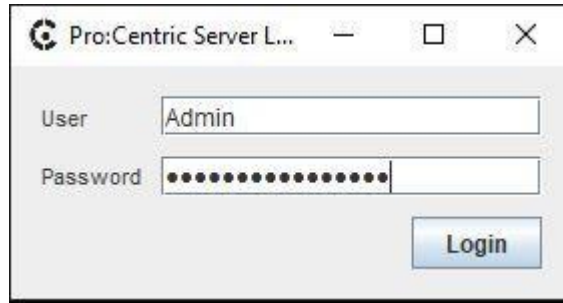 Pro:Centric Server L...
User Admin
Password ●●●●●●●●●●●●●●●●
Login